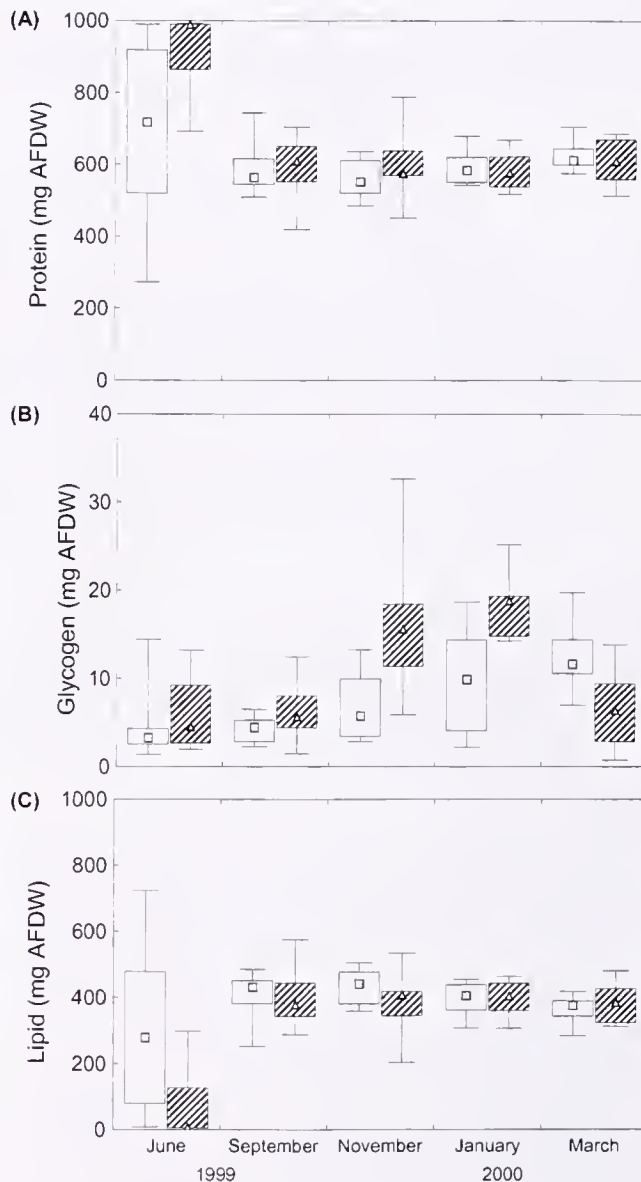 (A)
Protein (mg AFDW)
1000
800
600
400
200
0
(B)
Glycogen (mg AFDW)
40
30
20
10
0
(C)
Lipid (mg AFDW)
1000
800
600
400
200
0
June September November January March
1999 2000